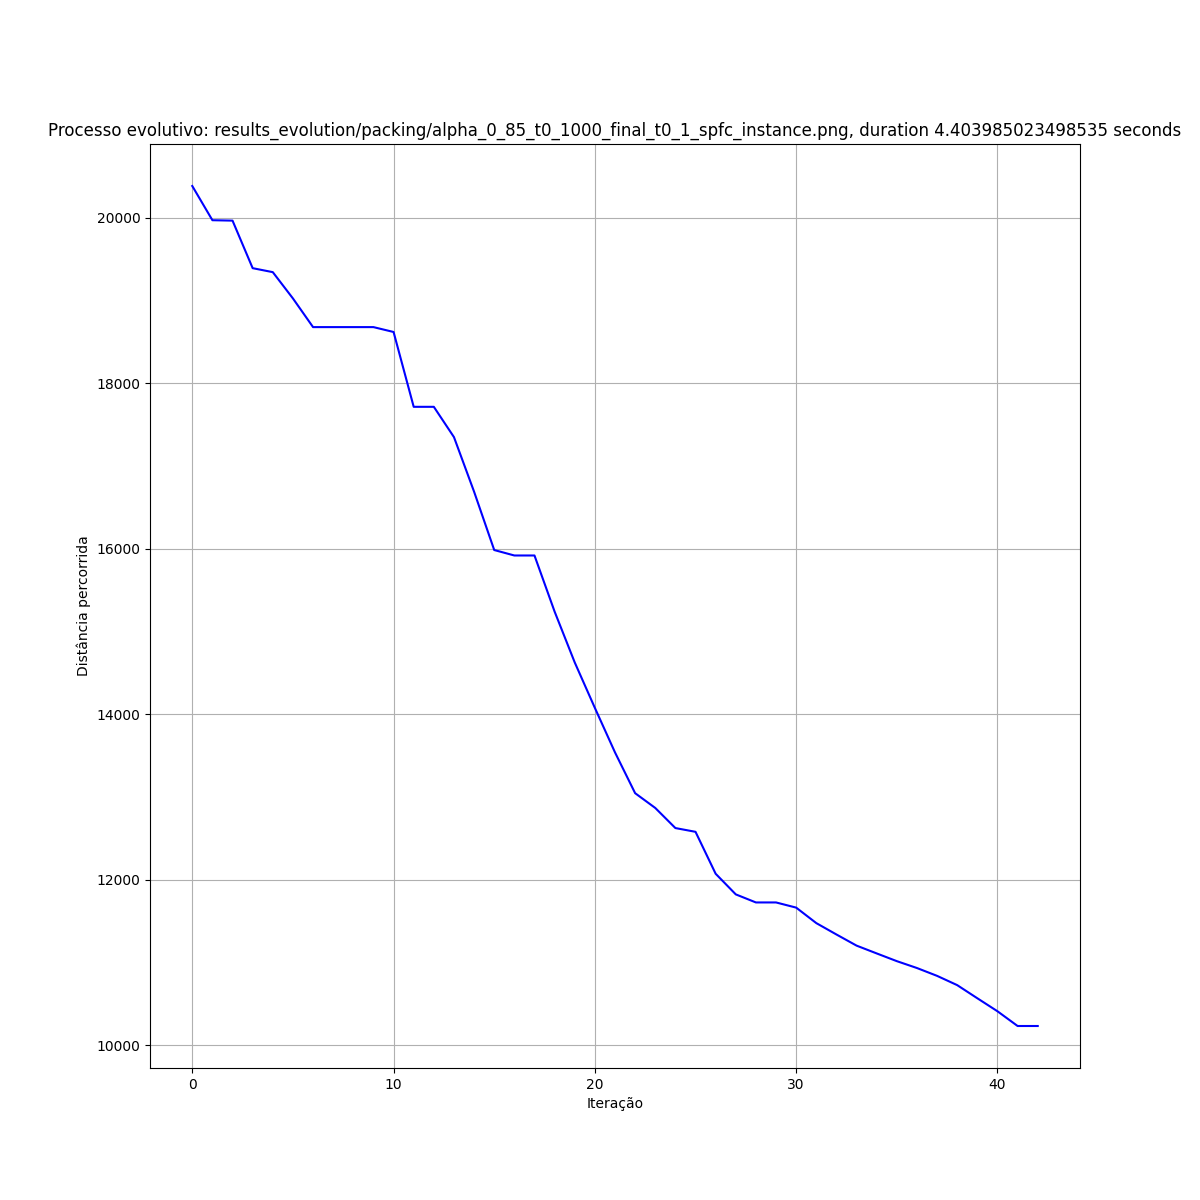 Processo evolutivo: results_evolution/packing/alpha_0_85_t0_1000_final_t0_1_spfc_instance.png, duration 4.403985023498535 seconds
20000
18000
16000
14000
12000
10000
Distância percorrida
0 10 20 30 40
Iteração